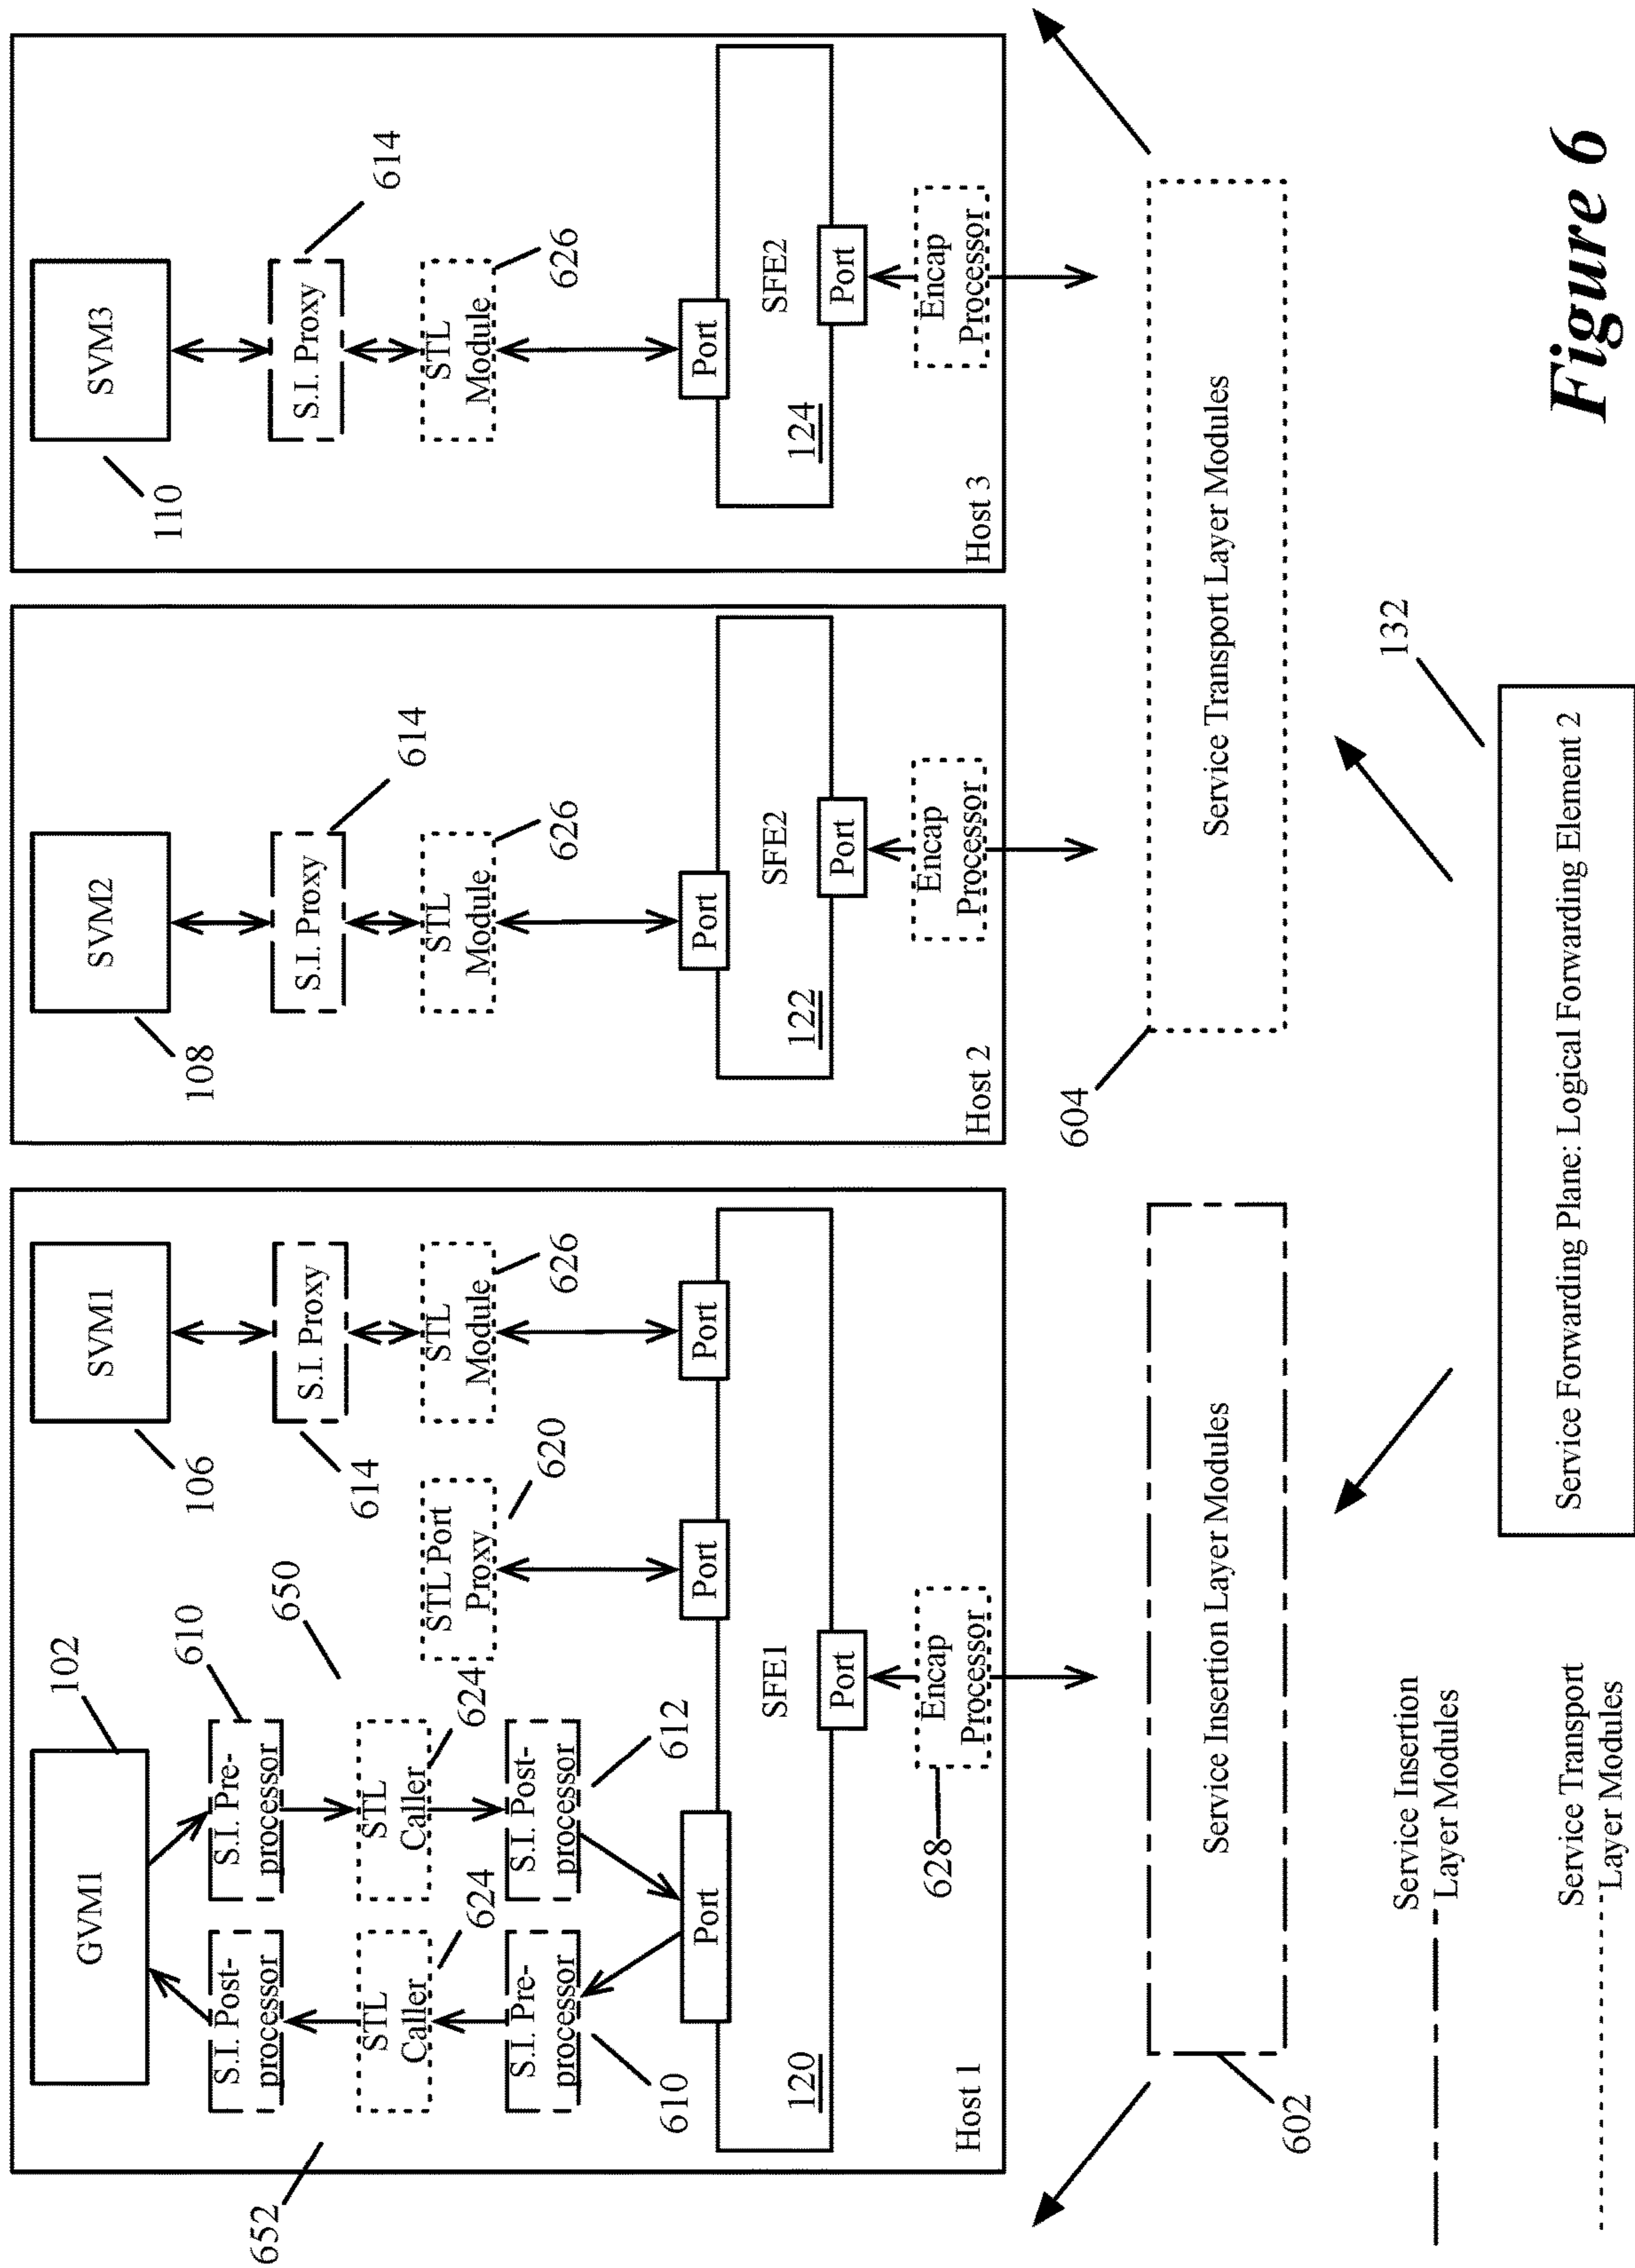 GVM1
102
SVM1
106
SVM2
108
SVM3
110
S.I. Post-
processor
S.I. Pre-
processor
610
650
652
S.I. Proxy
614
S.I. Proxy
614
S.I. Proxy
614
STL
Caller
624
STL
Caller
624
STL Port
Proxy
620
STL
Module
626
STL
Module
626
STL
Module
626
S.I. Pre-
processor
610
S.I. Post-
processor
612
Port
Port
Port
Port
Port
120
SFE1
122
SFE2
124
SFE2
Port
Port
Port
Host 1
628
Encap
Processor
Host 2
Encap
Processor
Host 3
Encap
Processor
602
Service Insertion Layer Modules
604
Service Transport Layer Modules
Service Insertion
Layer Modules
Service Transport
Layer Modules
132
Service Forwarding Plane: Logical Forwarding Element 2
Figure 6